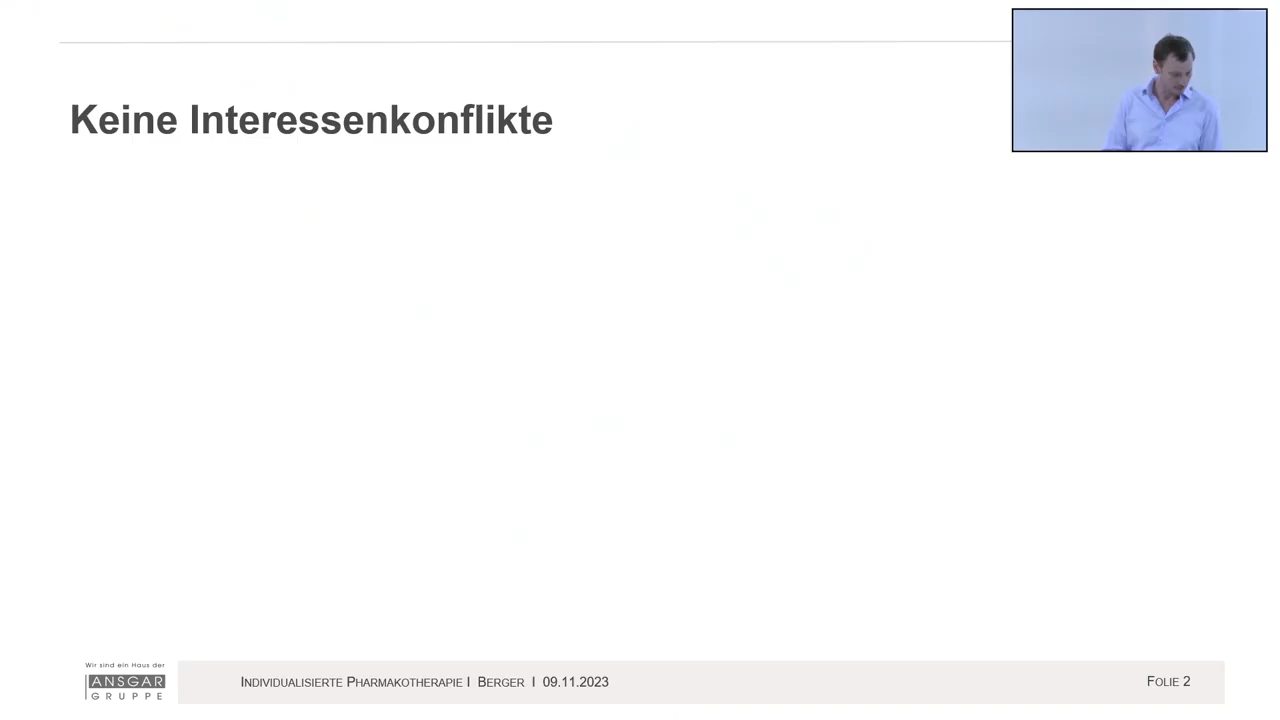 Keine Interessenkonflikte
Wir sind ein Haus der
ANSGAR
GRUPPE
Individualisierte Pharmakotherapie I Berger I 09.11.2023
Folie 2